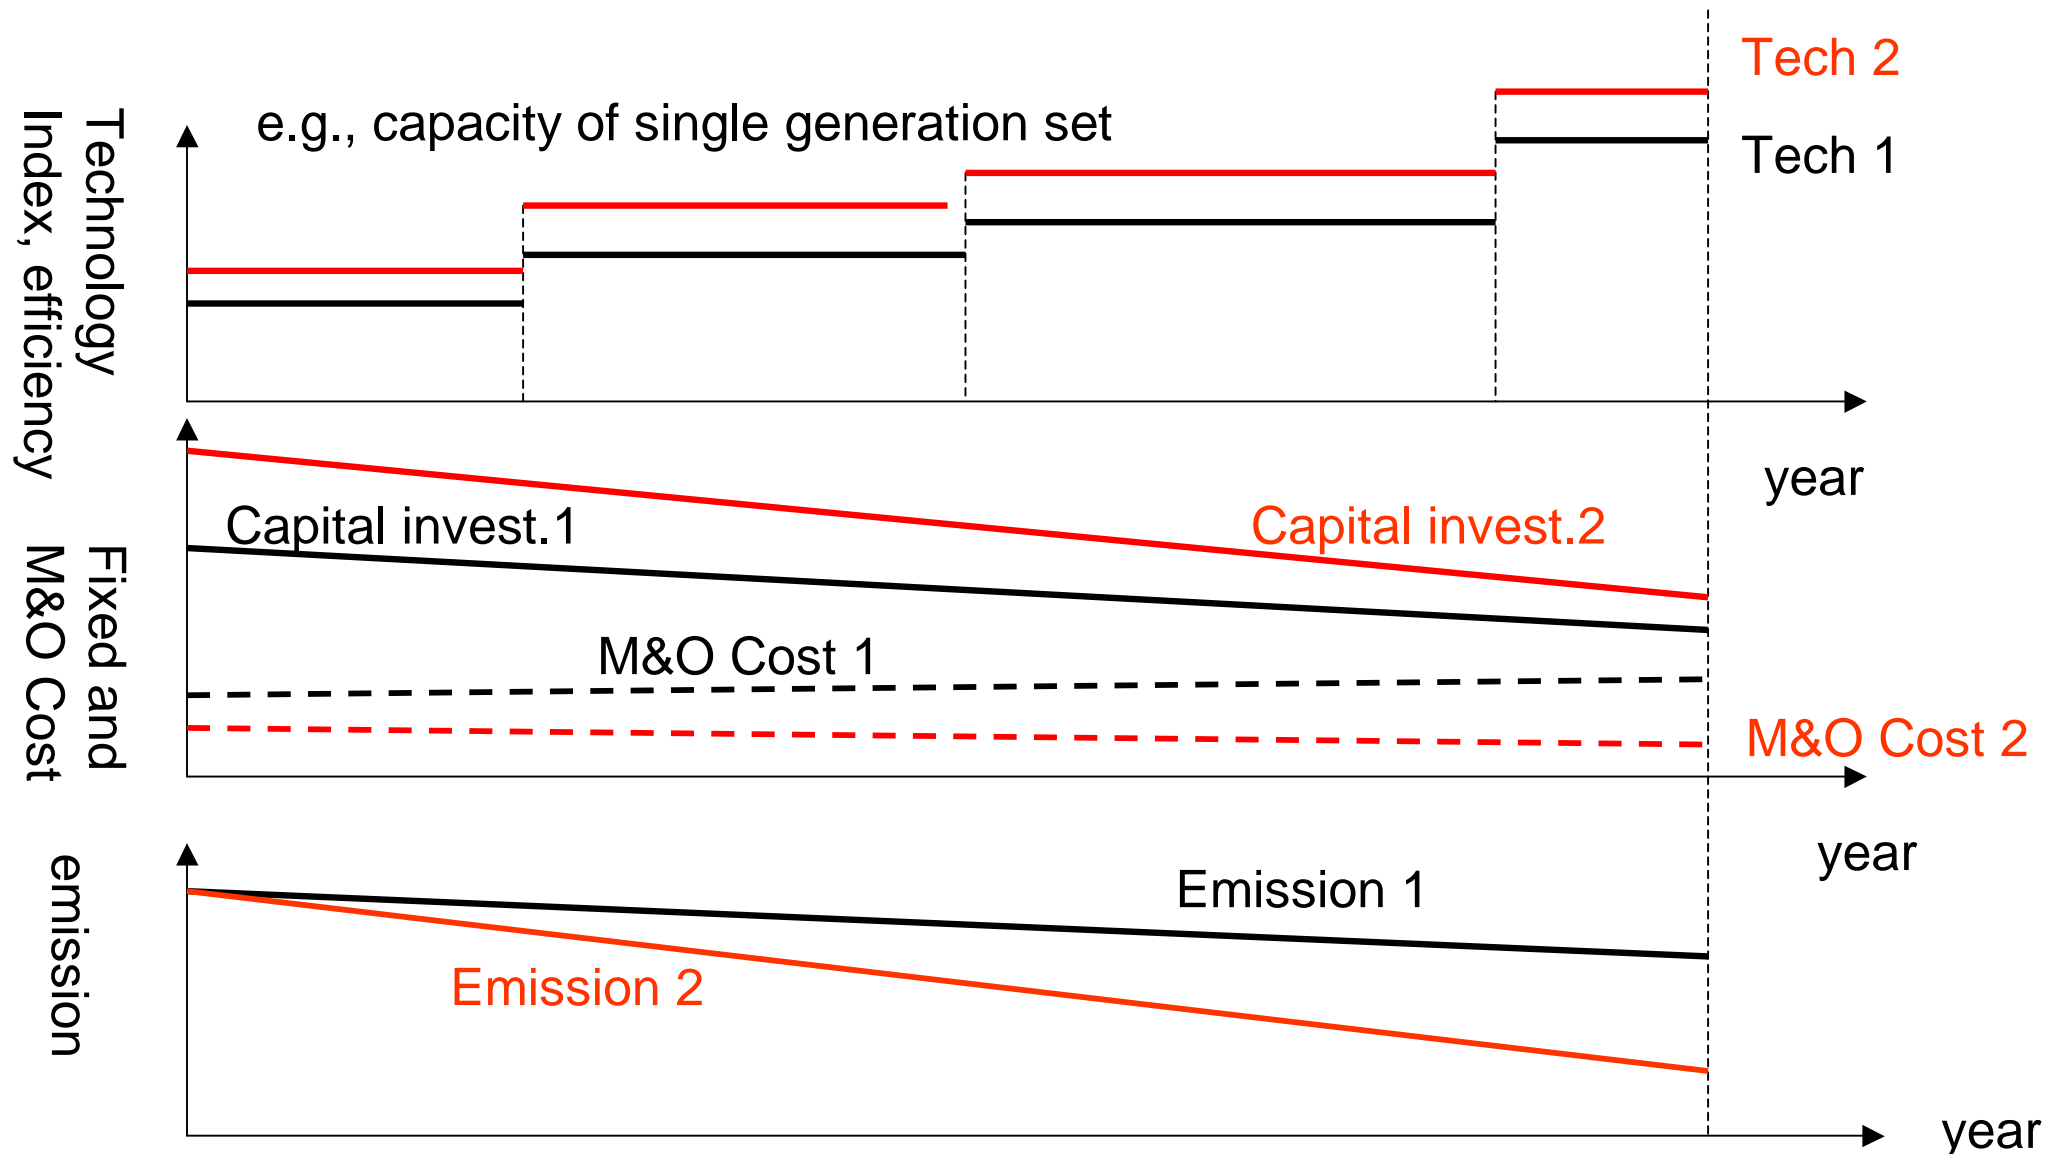 Tech 2
e.g., capacity of single generation set
Tech 1
Technology
Index, efficiency
year
Capital invest.1
Capital invest.2
Fixed and
M&O Cost
M&O Cost 1
M&O Cost 2
year
emission
Emission 1
Emission 2
year